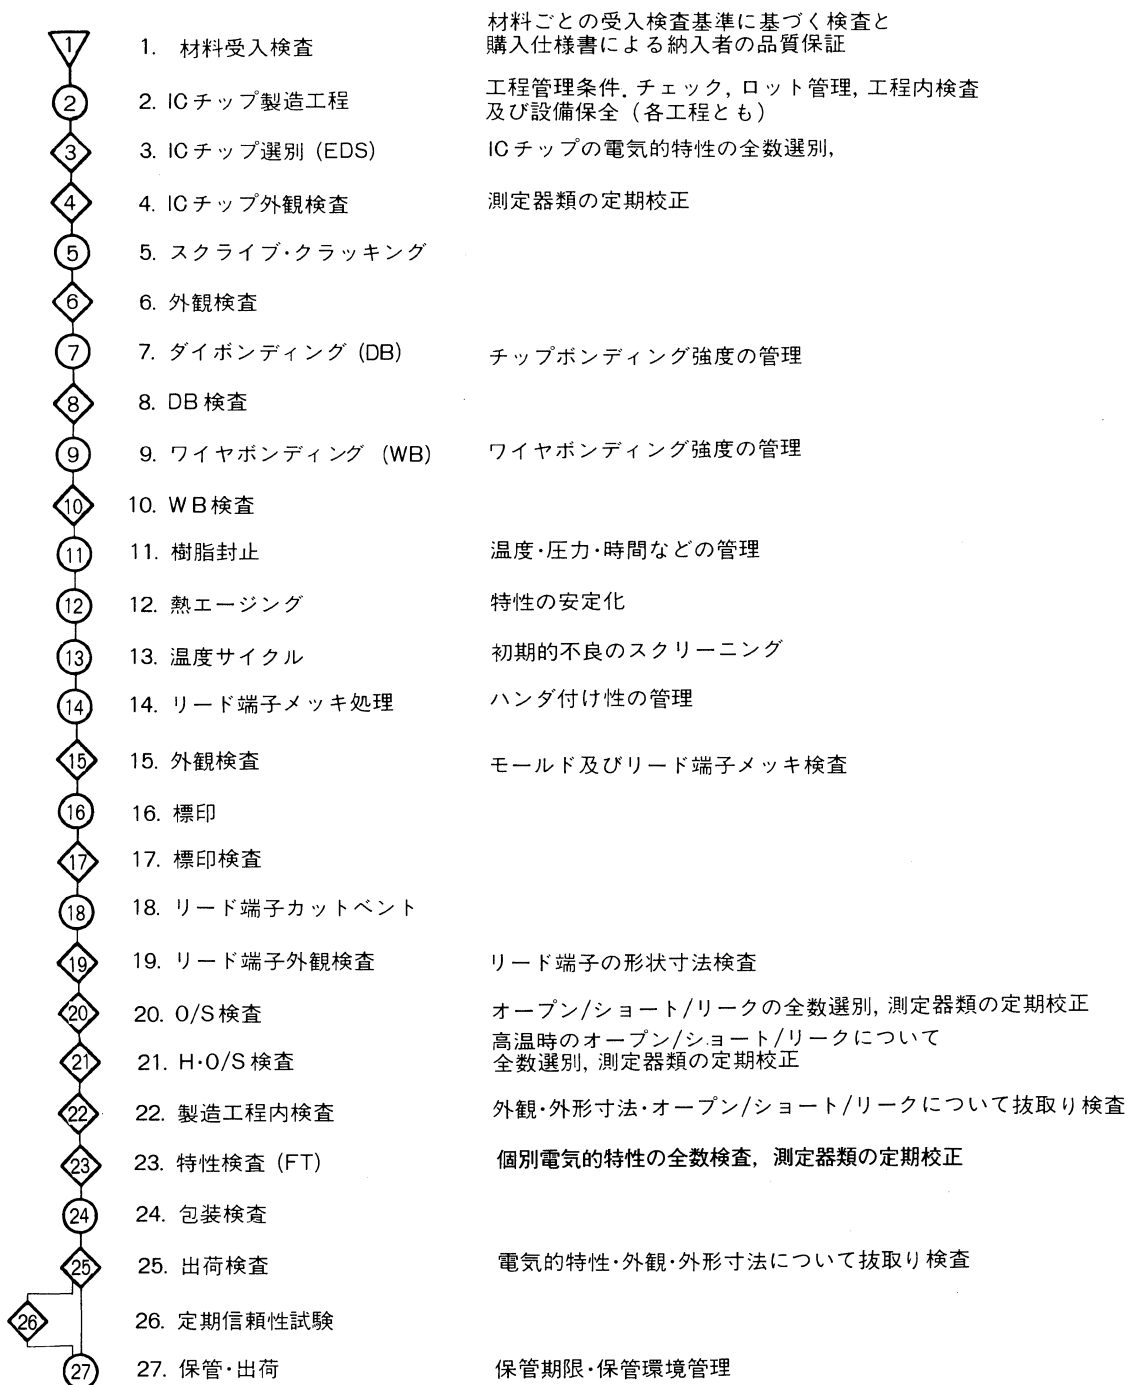 1
1. 材料受入検査
材料ごとの受入検査基準に基づく検査と
購入仕様書による納入者の品質保証
2
2. ICチップ製造工程
工程管理条件. チェック, ロット管理, 工程内検査
及び設備保全 (各工程とも)
3
3. ICチップ選別 (EDS)
ICチップの電気的特性の全数選別,
4
4. ICチップ外観検査
測定器類の定期校正
5
5. スクライブ・クラッキング
6
6. 外観検査
7
7. ダイボンディング (DB)
チップボンディング強度の管理
8
8. DB検査
9
9. ワイヤボンディング (WB)
ワイヤボンディング強度の管理
10
10. WB検査
11
11. 樹脂封止
温度・圧力・時間などの管理
12
12. 熱エージング
特性の安定化
13
13. 温度サイクル
初期的不良のスクリーニング
14
14. リード端子メッキ処理
ハンダ付け性の管理
15
15. 外観検査
モールド及びリード端子メッキ検査
16
16. 標印
17
17. 標印検査
18
18. リード端子カットベント
19
19. リード端子外観検査
リード端子の形状寸法検査
20
20. O/S検査
オープン/ショート/リークの全数選別, 測定器類の定期校正
21
21. H・O/S検査
高温時のオープン/ショート/リークについて
全数選別, 測定器類の定期校正
22
22. 製造工程内検査
外観・外形寸法・オープン/ショート/リークについて抜取り検査
23
23. 特性検査 (FT)
個別電気的特性の全数検査, 測定器類の定期校正
24
24. 包装検査
25
25. 出荷検査
電気的特性・外観・外形寸法について抜取り検査
26
26. 定期信頼性試験
27
27. 保管・出荷
保管期限・保管環境管理